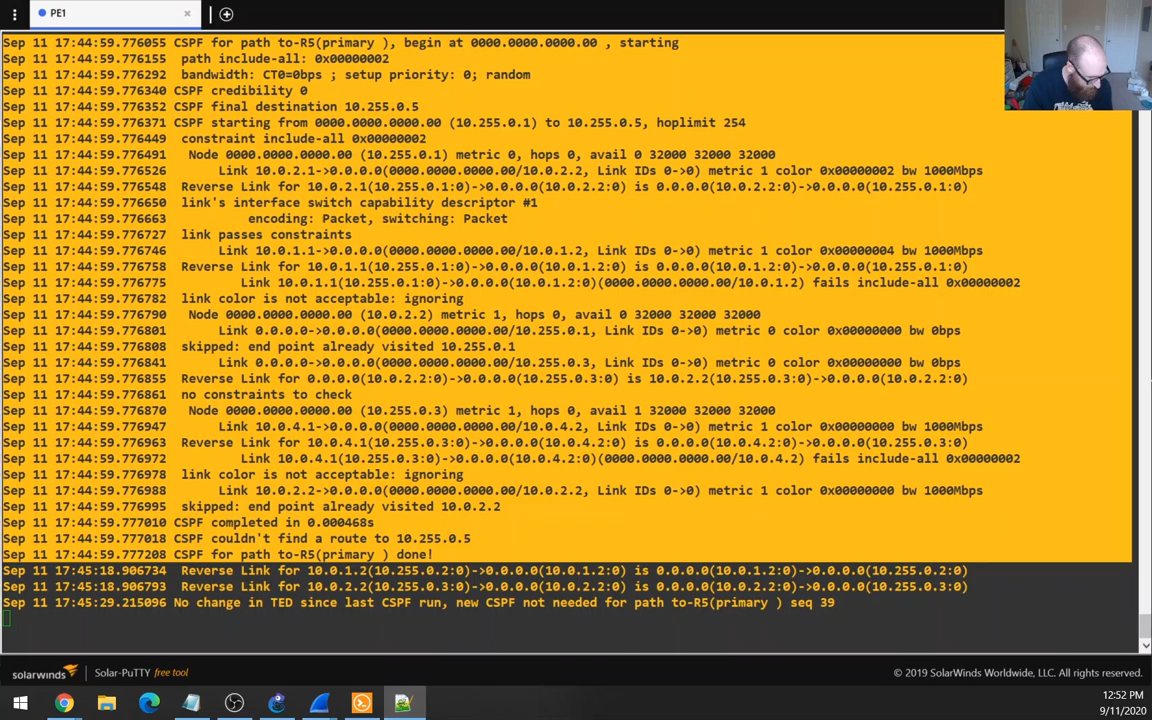 PE1
Sep 11 17:44:59.776055 CSPF for path to-R5(primary ), begin at 0000.0000.0000.00 , starting
Sep 11 17:44:59.776155  path include-all: 0x00000002
Sep 11 17:44:59.776292  bandwidth: CT0=0bps ; setup priority: 0; random
Sep 11 17:44:59.776340 CSPF credibility 0
Sep 11 17:44:59.776352 CSPF final destination 10.255.0.5
Sep 11 17:44:59.776371 CSPF starting from 0000.0000.0000.00 (10.255.0.1) to 10.255.0.5, hoplimit 254
Sep 11 17:44:59.776449  constraint include-all 0x00000002
Sep 11 17:44:59.776491   Node 0000.0000.0000.00 (10.255.0.1) metric 0, hops 0, avail 0 32000 32000 32000
Sep 11 17:44:59.776526       Link 10.0.2.1->0.0.0.0(0000.0000.0000.00/10.0.2.2, Link IDs 0->0) metric 1 color 0x00000002 bw 1000Mbps
Sep 11 17:44:59.776548  Reverse Link for 10.0.2.1(10.255.0.1:0)->0.0.0.0(10.0.2.2:0) is 0.0.0.0(10.0.2.2:0)->0.0.0.0(10.255.0.1:0)
Sep 11 17:44:59.776650  link's interface switch capability descriptor #1
Sep 11 17:44:59.776663           encoding: Packet, switching: Packet
Sep 11 17:44:59.776727  link passes constraints
Sep 11 17:44:59.776746       Link 10.0.1.1->0.0.0.0(0000.0000.0000.00/10.0.1.2, Link IDs 0->0) metric 1 color 0x00000004 bw 1000Mbps
Sep 11 17:44:59.776758  Reverse Link for 10.0.1.1(10.255.0.1:0)->0.0.0.0(10.0.1.2:0) is 0.0.0.0(10.0.1.2:0)->0.0.0.0(10.255.0.1:0)
Sep 11 17:44:59.776775          Link 10.0.1.1(10.255.0.1:0)->0.0.0.0(10.0.1.2:0)(0000.0000.0000.00/10.0.1.2) fails include-all 0x00000002
Sep 11 17:44:59.776782  link color is not acceptable: ignoring
Sep 11 17:44:59.776790   Node 0000.0000.0000.00 (10.0.2.2) metric 1, hops 0, avail 0 32000 32000 32000
Sep 11 17:44:59.776801       Link 0.0.0.0->0.0.0.0(0000.0000.0000.00/10.255.0.1, Link IDs 0->0) metric 0 color 0x00000000 bw 0bps
Sep 11 17:44:59.776808  skipped: end point already visited 10.255.0.1
Sep 11 17:44:59.776841       Link 0.0.0.0->0.0.0.0(0000.0000.0000.00/10.255.0.3, Link IDs 0->0) metric 0 color 0x00000000 bw 0bps
Sep 11 17:44:59.776855  Reverse Link for 0.0.0.0(10.0.2.2:0)->0.0.0.0(10.255.0.3:0) is 10.0.2.2(10.255.0.3:0)->0.0.0.0(10.0.2.2:0)
Sep 11 17:44:59.776861  no constraints to check
Sep 11 17:44:59.776870   Node 0000.0000.0000.00 (10.255.0.3) metric 1, hops 0, avail 1 32000 32000 32000
Sep 11 17:44:59.776947       Link 10.0.4.1->0.0.0.0(0000.0000.0000.00/10.0.4.2, Link IDs 0->0) metric 1 color 0x00000000 bw 1000Mbps
Sep 11 17:44:59.776963  Reverse Link for 10.0.4.1(10.255.0.3:0)->0.0.0.0(10.0.4.2:0) is 0.0.0.0(10.0.4.2:0)->0.0.0.0(10.255.0.3:0)
Sep 11 17:44:59.776972          Link 10.0.4.1(10.255.0.3:0)->0.0.0.0(10.0.4.2:0)(0000.0000.0000.00/10.0.4.2) fails include-all 0x00000002
Sep 11 17:44:59.776978  link color is not acceptable: ignoring
Sep 11 17:44:59.776988       Link 10.0.2.2->0.0.0.0(0000.0000.0000.00/10.0.2.2, Link IDs 0->0) metric 1 color 0x00000000 bw 1000Mbps
Sep 11 17:44:59.776995  skipped: end point already visited 10.0.2.2
Sep 11 17:44:59.777010 CSPF completed in 0.000468s
Sep 11 17:44:59.777018 CSPF couldn't find a route to 10.255.0.5
Sep 11 17:44:59.777208 CSPF for path to-R5(primary ) done!
Sep 11 17:45:18.906734  Reverse Link for 10.0.1.2(10.255.0.2:0)->0.0.0.0(10.0.1.2:0) is 0.0.0.0(10.0.1.2:0)->0.0.0.0(10.255.0.2:0)
Sep 11 17:45:18.906793  Reverse Link for 10.0.2.2(10.255.0.3:0)->0.0.0.0(10.0.2.2:0) is 0.0.0.0(10.0.2.2:0)->0.0.0.0(10.255.0.3:0)
Sep 11 17:45:29.215096 No change in TED since last CSPF run, new CSPF not needed for path to-R5(primary ) seq 39
solarwinds
Solar-PuTTY free tool
© 2019 SolarWinds Worldwide, LLC. All rights reserved.
12:52 PM
9/11/2020